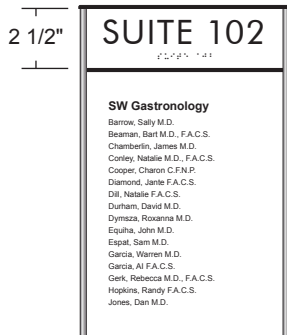 2 1/2"
SUITE 102
SW Gastronology
Barrow, Sally M.D.
Beaman, Bart M.D., F.A.C.S.
Chamberlin, James M.D.
Conley, Natalie M.D., F.A.C.S.
Cooper, Charon C.F.N.P.
Diamond, Jante F.A.C.S.
Dill, Natalie F.A.C.S.
Durham, David M.D.
Dymsza, Roxanna M.D.
Equiha, John M.D.
Espat, Sam M.D.
Garcia, Warren M.D.
Garcia, Al F.A.C.S.
Gerk, Rebecca M.D., F.A.C.S.
Hopkins, Randy F.A.C.S.
Jones, Dan M.D.